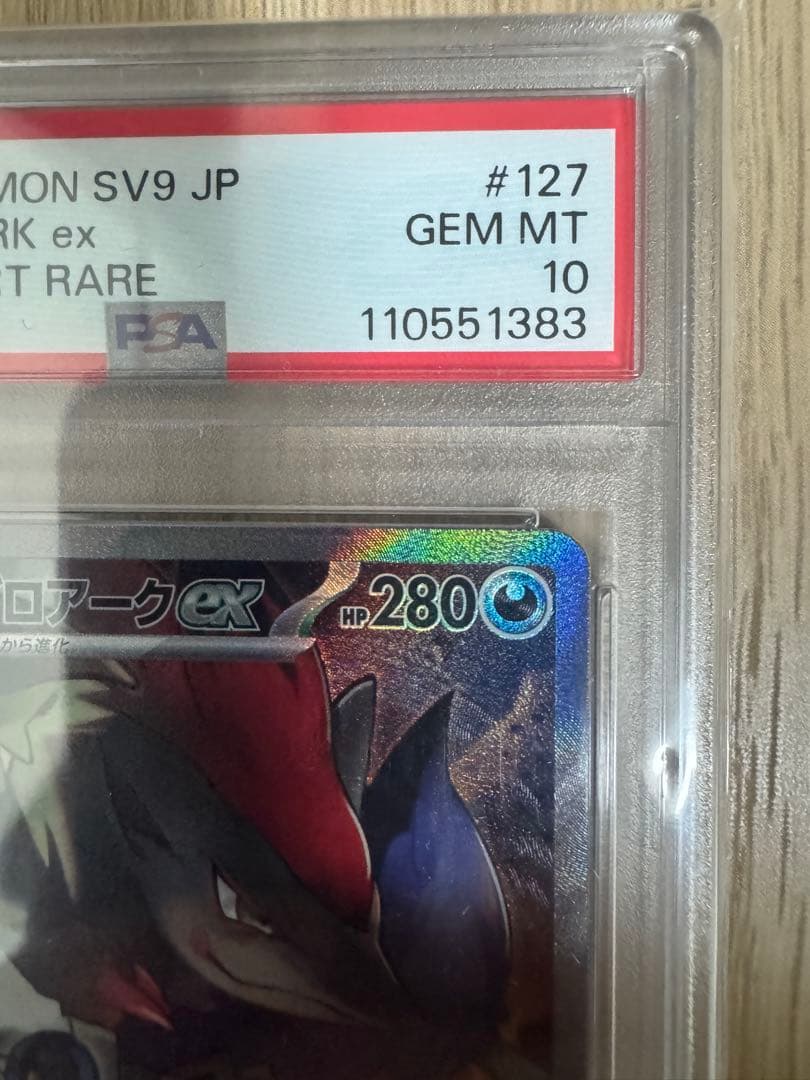 MON SV9 JP #127
RK ex GEM MT
RT RARE 10
PSA 110551383
ロアークex HP280
から進化